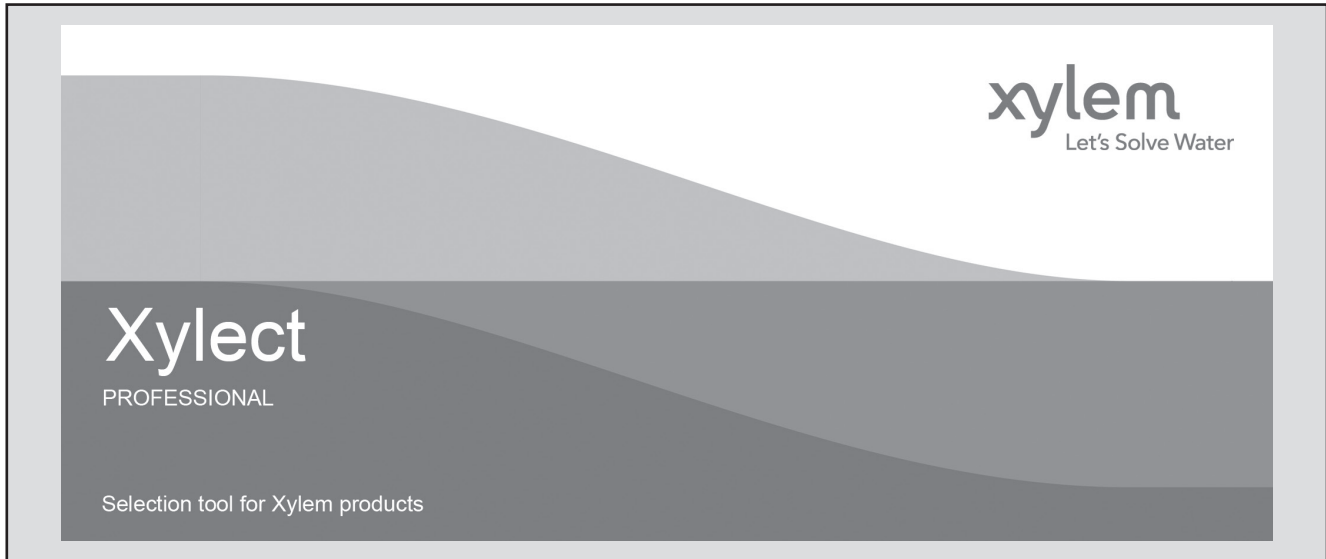 xylem
Let's Solve Water
Xylect
PROFESSIONAL
Selection tool for Xylem products